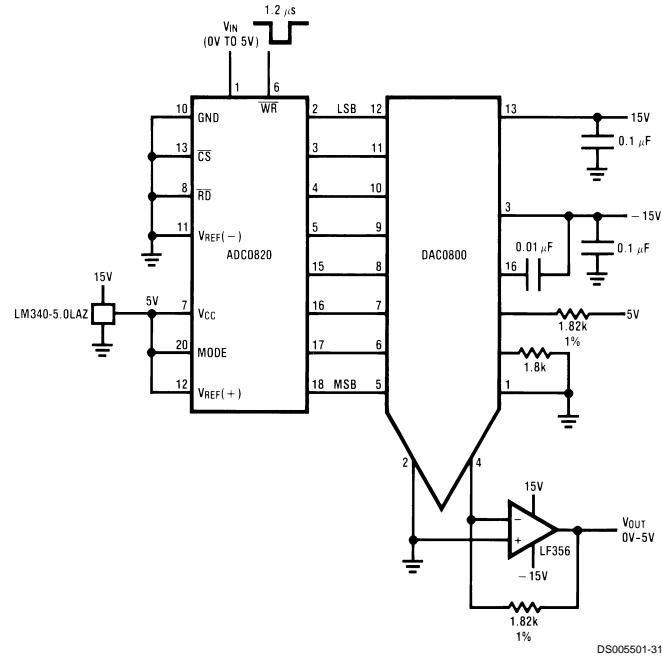 1.2 μs
VIN
(0V TO 5V)
1
6
WR
10
GND
2
LSB
12
13
15V
0.1 μF
13
CS
3
11
8
RD
4
10
3
– 15V
11
VREF(–)
5
9
0.01 μF
0.1 μF
ADC0820
DAC0800
15
8
16
15V
LM340-5.0LAZ
5V
7
VCC
16
7
5V
1.82k
1%
20
MODE
17
6
1.8k
12
VREF(+)
18
MSB
5
1
2
4
15V
–
+
LF356
VOUT
0V–5V
– 15V
1.82k
1%
DS005501-31